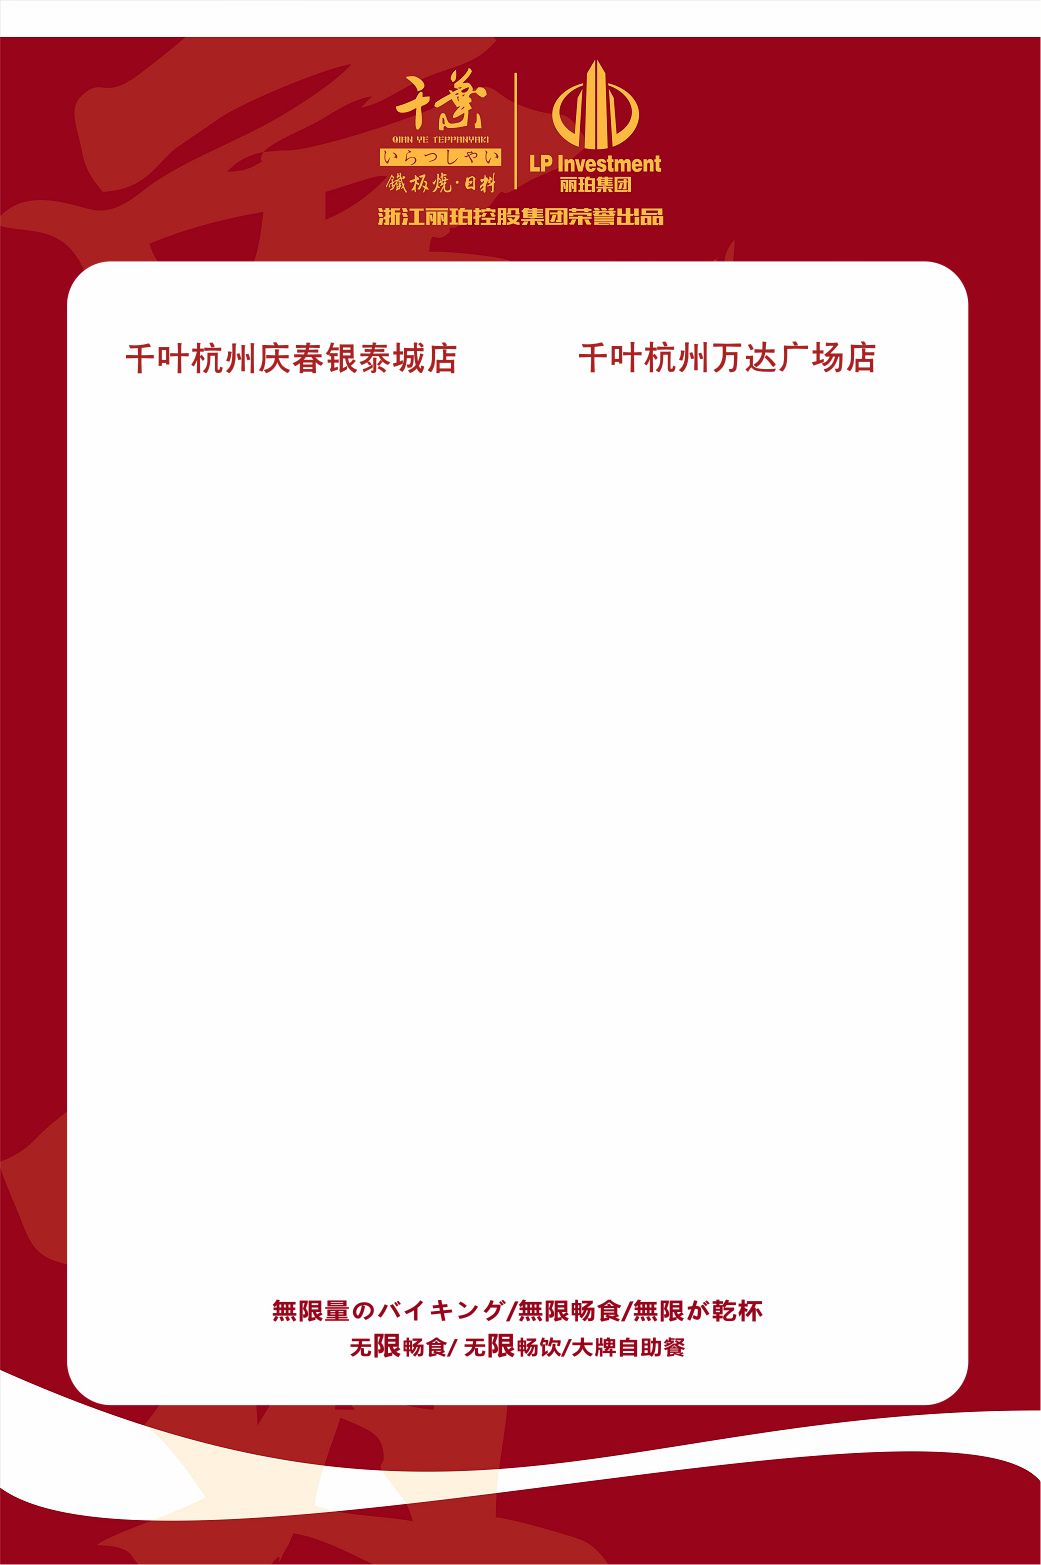 千葉
QIAN YE TEPPANYAKI
いらっしゃい
鐵板燒·日料
LP Investment
丽珀集团
浙江丽珀控股集团荣誉出品
千叶杭州庆春银泰城店
千叶杭州万达广场店
無限量のバイキング/無限畅食/無限が乾杯
无限畅食/ 无限畅饮/大牌自助餐